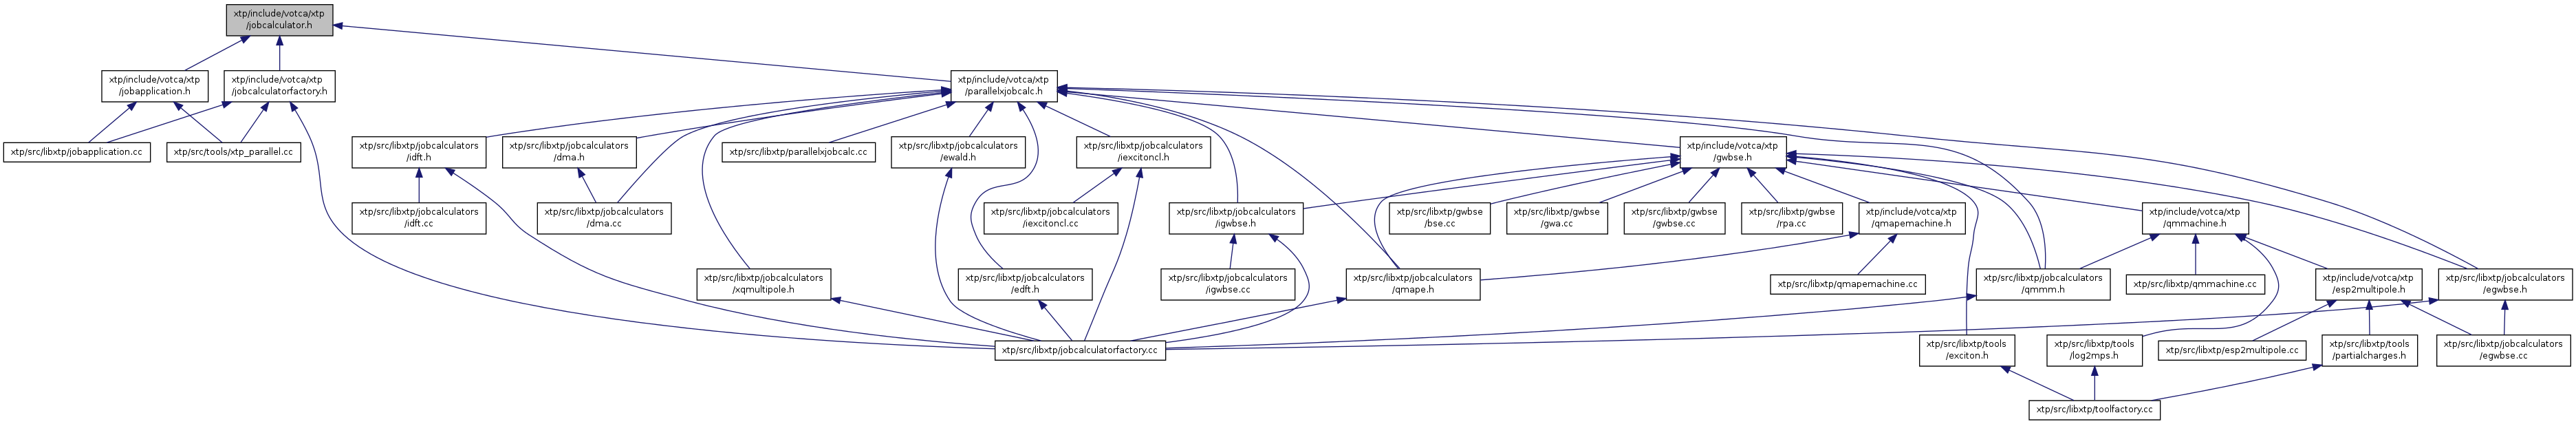 xtp/include/votca/xtp
/jobcalculator.h
xtp/include/votca/xtp
/jobapplication.h
xtp/include/votca/xtp
/jobcalculatorfactory.h
xtp/include/votca/xtp
/parallelxjobcalc.h
xtp/src/libxtp/jobapplication.cc
xtp/src/tools/xtp_parallel.cc
xtp/src/libxtp/jobcalculators
/idft.h
xtp/src/libxtp/jobcalculators
/dma.h
xtp/src/libxtp/parallelxjobcalc.cc
xtp/src/libxtp/jobcalculators
/ewald.h
xtp/src/libxtp/jobcalculators
/iexcitoncl.h
xtp/include/votca/xtp
/gwbse.h
xtp/src/libxtp/jobcalculators
/idft.cc
xtp/src/libxtp/jobcalculators
/dma.cc
xtp/src/libxtp/jobcalculators
/iexcitoncl.cc
xtp/src/libxtp/jobcalculators
/igwbse.h
xtp/src/libxtp/gwbse
/bse.cc
xtp/src/libxtp/gwbse
/gwa.cc
xtp/src/libxtp/gwbse
/gwbse.cc
xtp/src/libxtp/gwbse
/rpa.cc
xtp/include/votca/xtp
/qmapemachine.h
xtp/include/votca/xtp
/qmmachine.h
xtp/src/libxtp/jobcalculators
/xqmultipole.h
xtp/src/libxtp/jobcalculators
/edft.h
xtp/src/libxtp/jobcalculators
/igwbse.cc
xtp/src/libxtp/jobcalculators
/qmape.h
xtp/src/libxtp/qmapemachine.cc
xtp/src/libxtp/jobcalculators
/qmmm.h
xtp/src/libxtp/qmmachine.cc
xtp/include/votca/xtp
/esp2multipole.h
xtp/src/libxtp/jobcalculators
/egwbse.h
xtp/src/libxtp/jobcalculatorfactory.cc
xtp/src/libxtp/tools
/exciton.h
xtp/src/libxtp/tools
/log2mps.h
xtp/src/libxtp/esp2multipole.cc
xtp/src/libxtp/tools
/partialcharges.h
xtp/src/libxtp/jobcalculators
/egwbse.cc
xtp/src/libxtp/toolfactory.cc